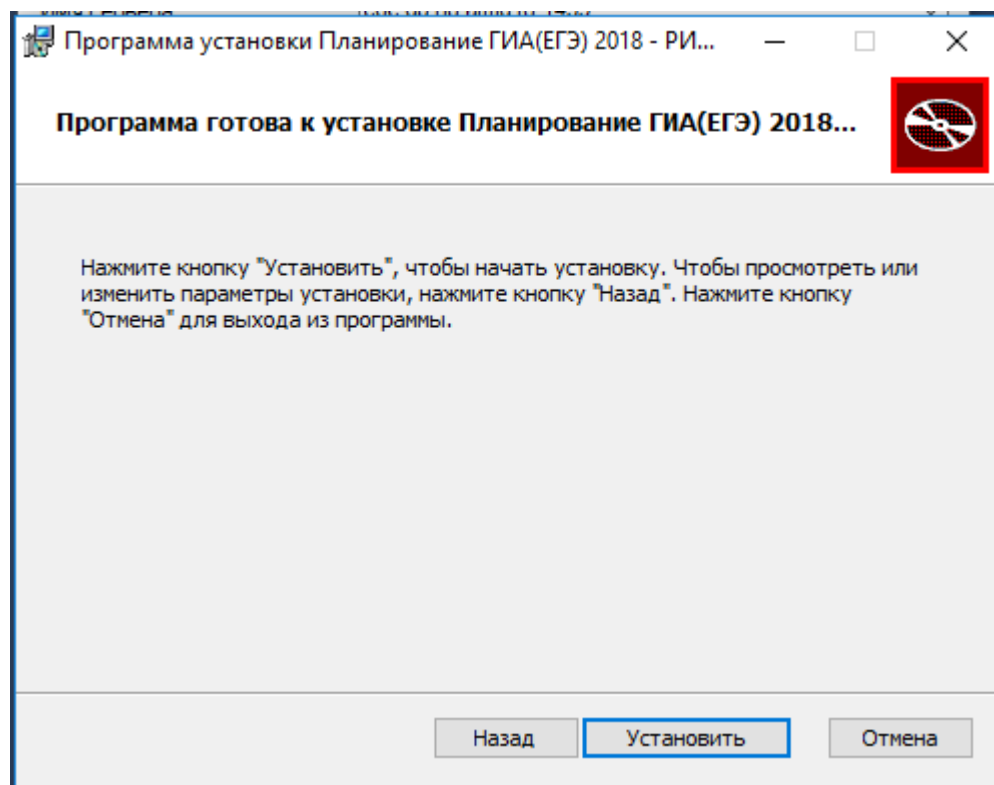 Программа установки Планирование ГИА(ЕГЭ) 2018 - РИ...
Программа готова к установке Планирование ГИА(ЕГЭ) 2018...
Нажмите кнопку "Установить", чтобы начать установку. Чтобы просмотреть или
изменить параметры установки, нажмите кнопку "Назад". Нажмите кнопку
"Отмена" для выхода из программы.
Назад
Установить
Отмена